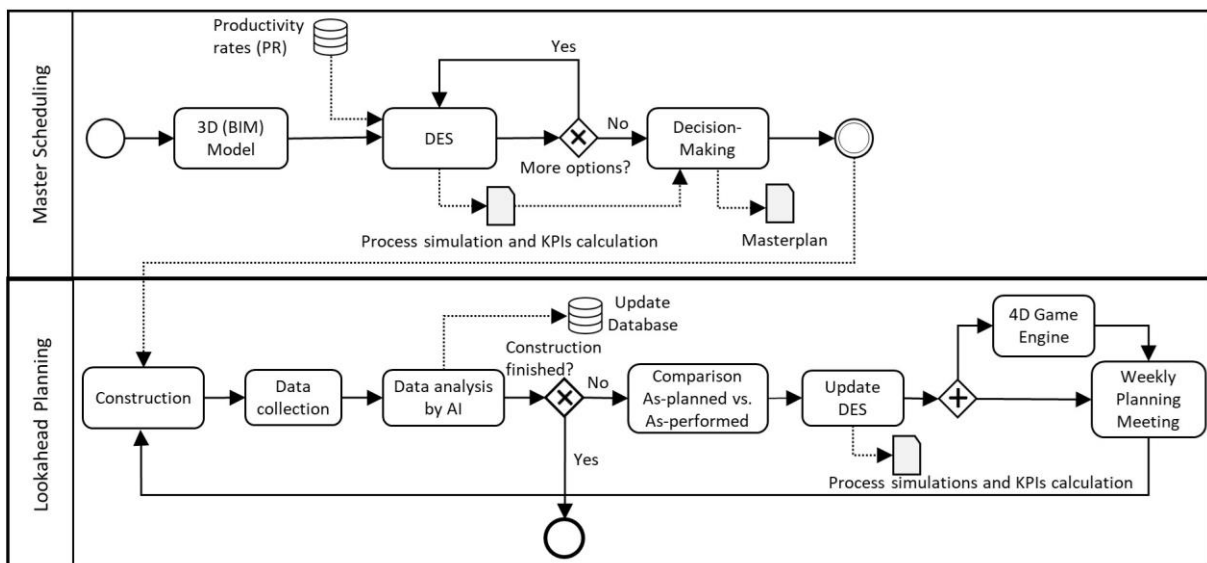 Master Scheduling
Productivity
rates (PR)
Yes
3D (BIM)
Model
DES
No
More options?
Decision-
Making
Process simulation and KPIs calculation
Masterplan
Lookahead Planning
Update
Database
4D Game
Engine
Construction
finished?
Construction
Data
collection
Data analysis
by AI
No
Comparison
As-planned vs.
As-performed
Update
DES
Weekly
Planning
Meeting
Yes
Process simulations and KPIs calculation